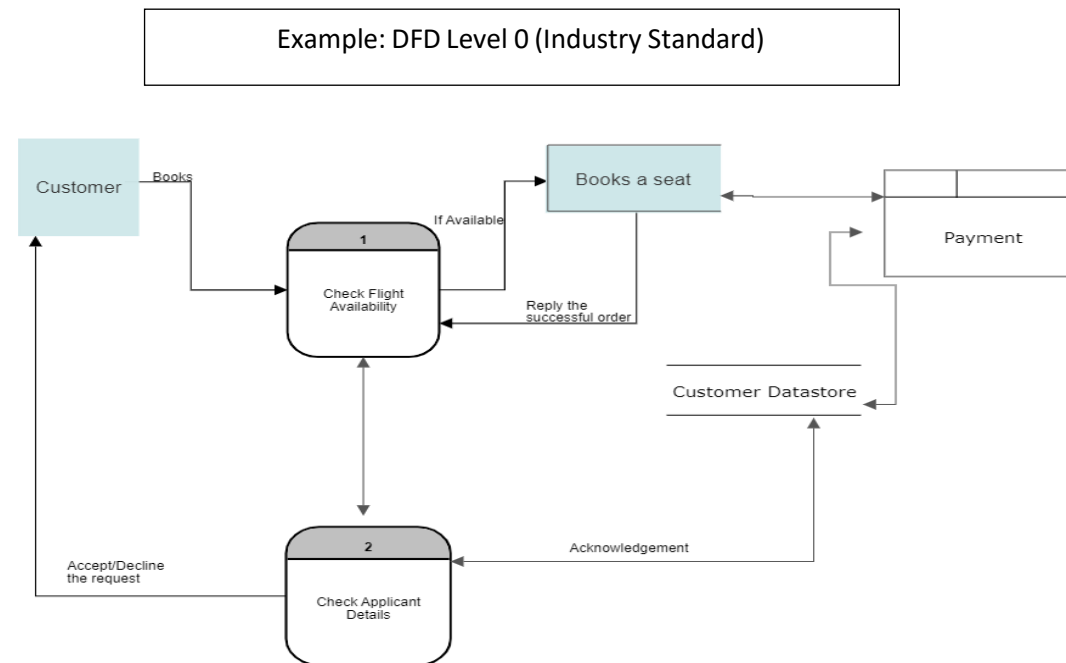 Example: DFD Level 0 (Industry Standard)
Customer
Books
Books a seat
If Available
1
Check Flight
Availability
Payment
Reply the
successful order
Customer Datastore
2
Acknowledgement
Accept/Decline
the request
Check Applicant
Details